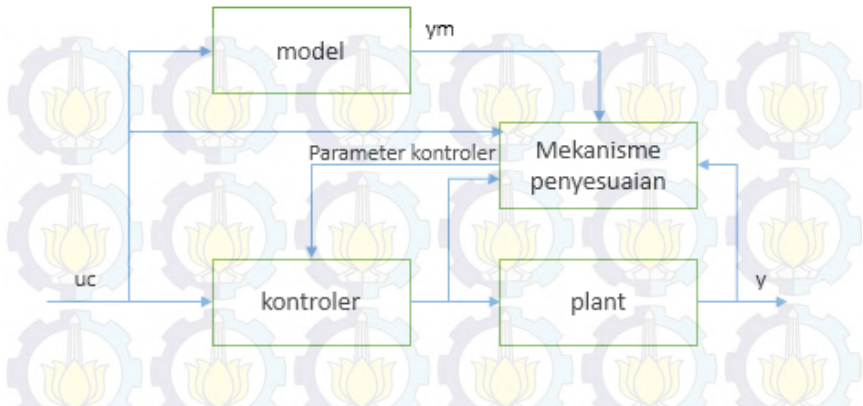 ym
model
Parameter kontroler
Mekanisme
penyesuaian
uc
kontroler
plant
y